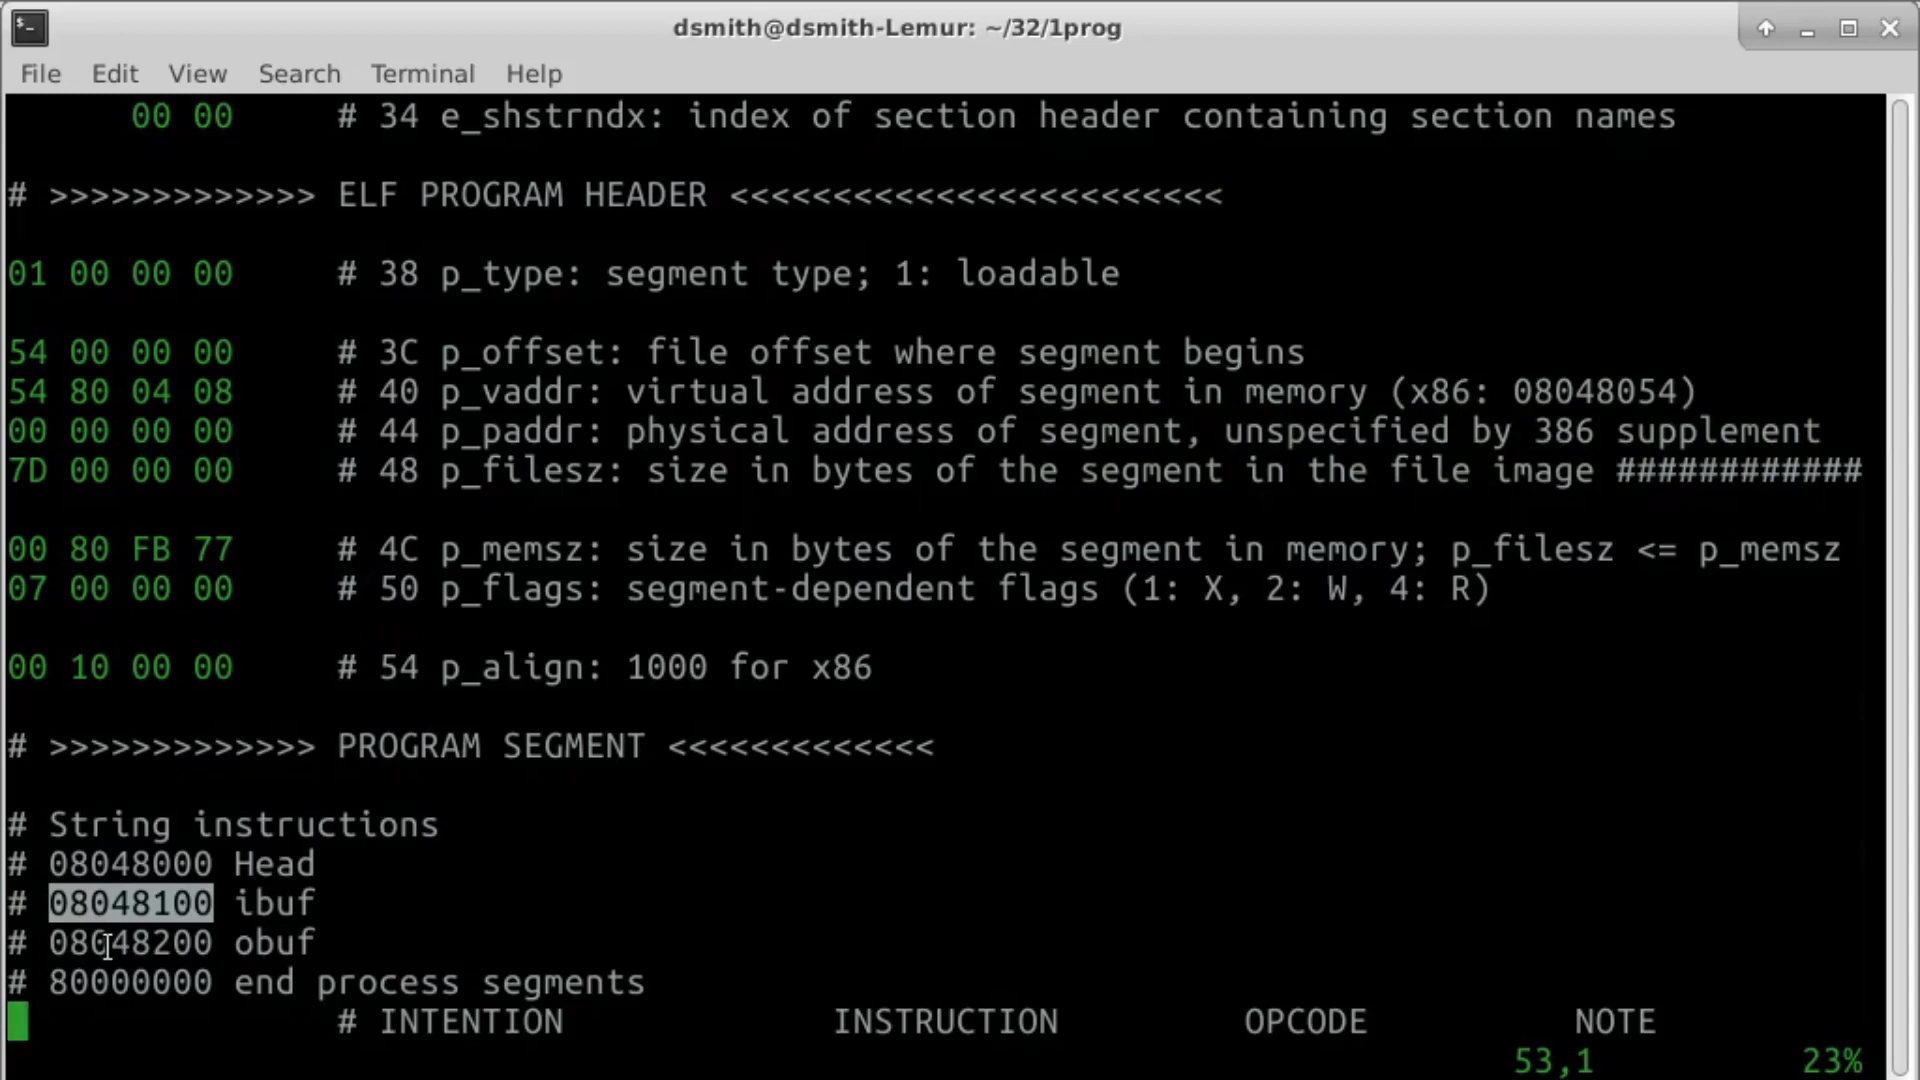 dsmith@dsmith-Lemur: ~/32/1prog
File Edit View Search Terminal Help
00 00 # 34 e_shstrndx: index of section header containing section names
# >>>>>>>>>>>>> ELF PROGRAM HEADER <<<<<<<<<<<<<<<<<<<<<<<<
01 00 00 00 # 38 p_type: segment type; 1: loadable
54 00 00 00 # 3C p_offset: file offset where segment begins
54 80 04 08 # 40 p_vaddr: virtual address of segment in memory (x86: 08048054)
00 00 00 00 # 44 p_paddr: physical address of segment, unspecified by 386 supplement
7D 00 00 00 # 48 p_filesz: size in bytes of the segment in the file image ############
00 80 FB 77 # 4C p_memsz: size in bytes of the segment in memory; p_filesz <= p_memsz
07 00 00 00 # 50 p_flags: segment-dependent flags (1: X, 2: W, 4: R)
00 10 00 00 # 54 p_align: 1000 for x86
# >>>>>>>>>>>>> PROGRAM SEGMENT <<<<<<<<<<<<<
# String instructions
# 08048000 Head
# 08048100 ibuf
# 08048200 obuf
# 80000000 end process segments
# INTENTION INSTRUCTION OPCODE NOTE
53,1 23%